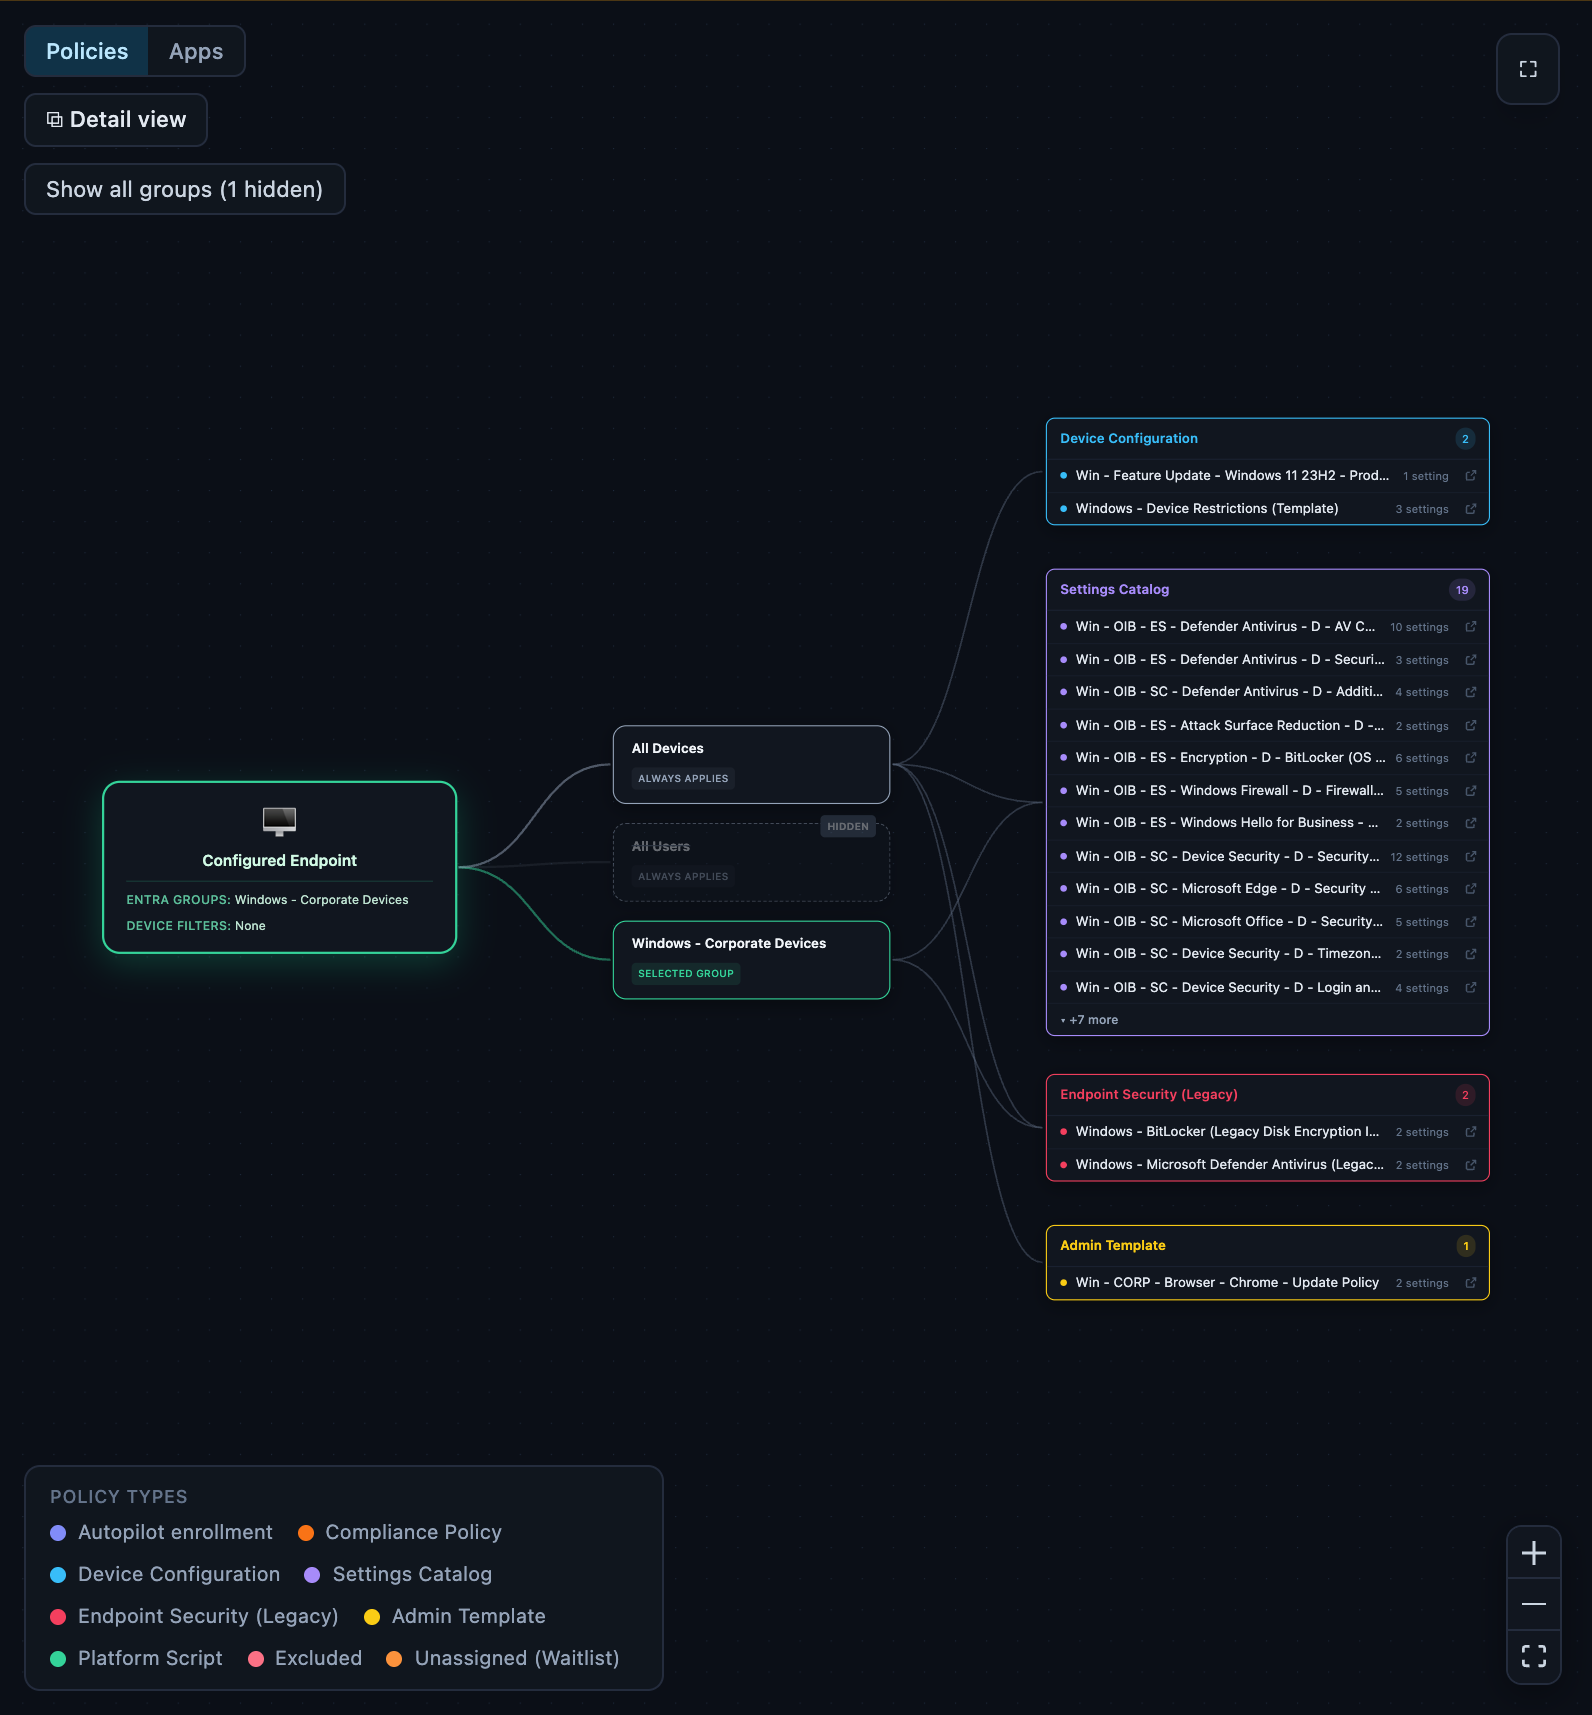 Policies Apps
Detail view
Show all groups (1 hidden)
Configured Endpoint
ENTRA GROUPS: Windows - Corporate Devices
DEVICE FILTERS: None
All Devices
ALWAYS APPLIES
HIDDEN
All Users
ALWAYS APPLIES
Windows - Corporate Devices
SELECTED GROUP
Device Configuration 2
Win - Feature Update - Windows 11 23H2 - Prod... 1 setting
Windows - Device Restrictions (Template) 3 settings
Settings Catalog 19
Win - OIB - ES - Defender Antivirus - D - AV C... 10 settings
Win - OIB - ES - Defender Antivirus - D - Securi... 3 settings
Win - OIB - SC - Defender Antivirus - D - Additi... 4 settings
Win - OIB - ES - Attack Surface Reduction - D -... 2 settings
Win - OIB - ES - Encryption - D - BitLocker (OS ... 6 settings
Win - OIB - ES - Windows Firewall - D - Firewall... 5 settings
Win - OIB - ES - Windows Hello for Business - ... 2 settings
Win - OIB - SC - Device Security - D - Security... 12 settings
Win - OIB - SC - Microsoft Edge - D - Security ... 6 settings
Win - OIB - SC - Microsoft Office - D - Security... 5 settings
Win - OIB - SC - Device Security - D - Timezon... 2 settings
Win - OIB - SC - Device Security - D - Login an... 4 settings
+7 more
Endpoint Security (Legacy) 2
Windows - BitLocker (Legacy Disk Encryption I... 2 settings
Windows - Microsoft Defender Antivirus (Legac... 2 settings
Admin Template 1
Win - CORP - Browser - Chrome - Update Policy 2 settings
POLICY TYPES
Autopilot enrollment Compliance Policy
Device Configuration Settings Catalog
Endpoint Security (Legacy) Admin Template
Platform Script Excluded Unassigned (Waitlist)